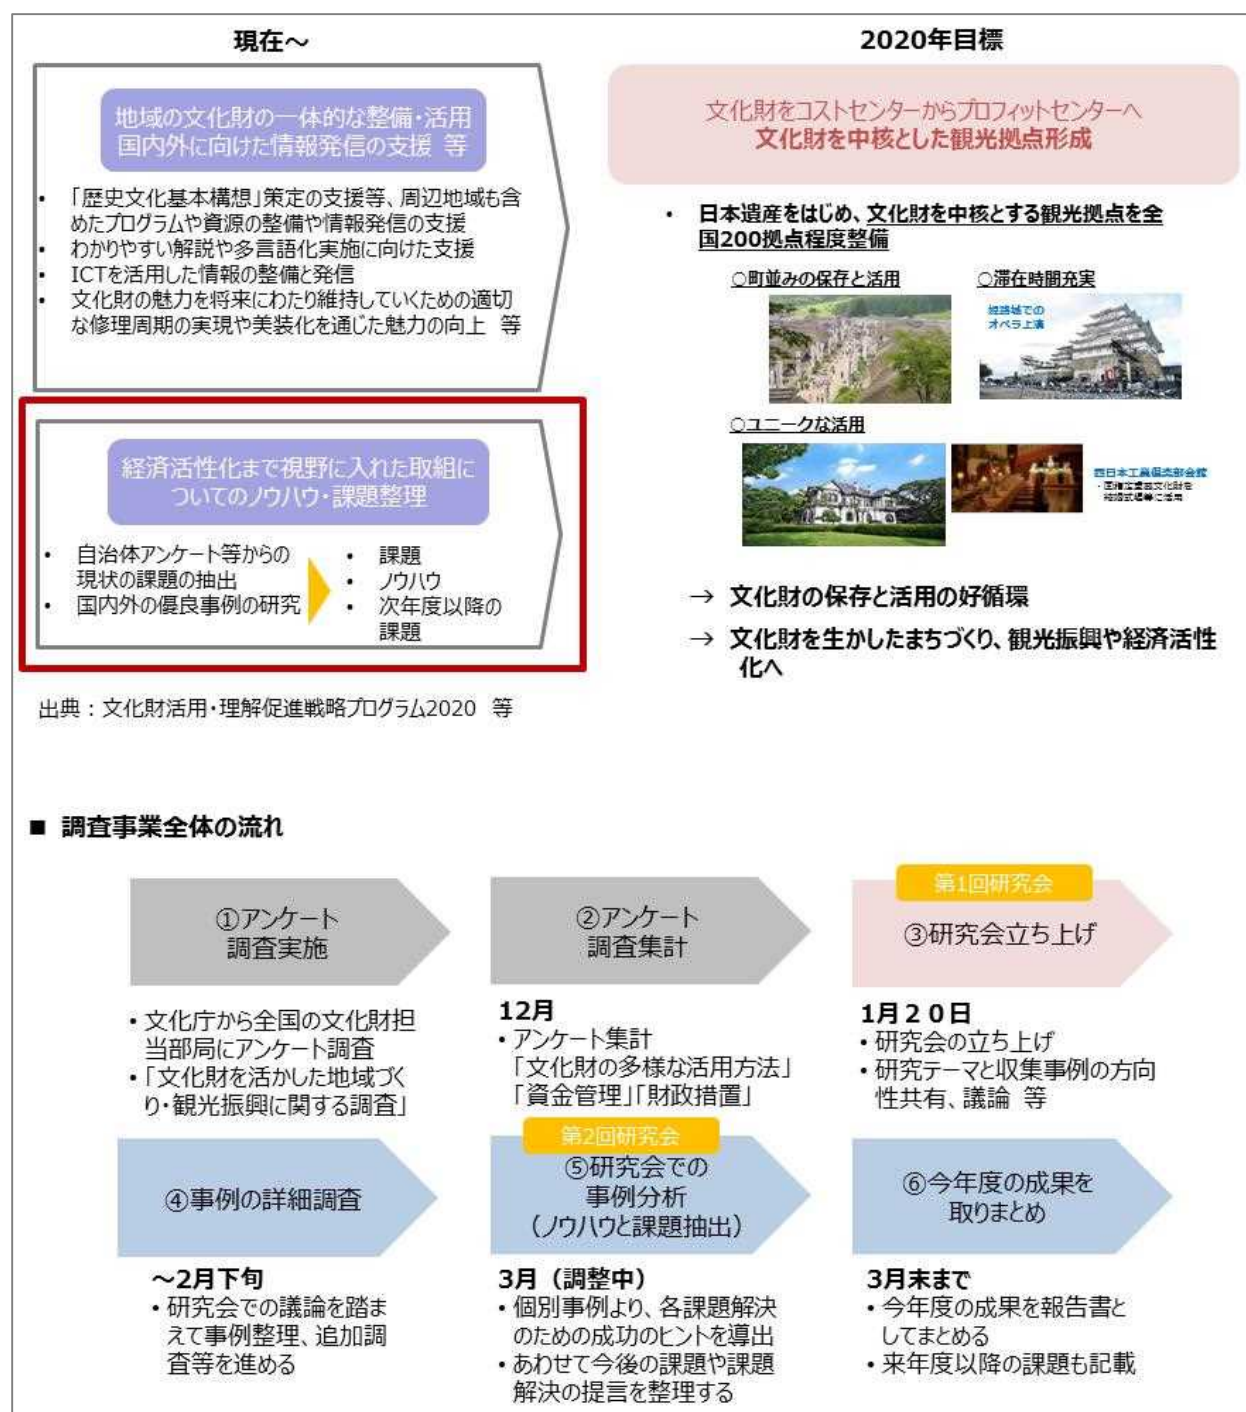 現在～
地域の文化財の一体的な整備・活用
国内外に向けた情報発信の支援 等
• 「歴史文化基本構想」策定の支援等、周辺地域も含
めたプログラムや資源の整備や情報発信の支援
• わかりやすい解説や多言語化実施に向けた支援
• ICTを活用した情報の整備と発信
• 文化財の魅力を将来にわたり維持していくための適切
な修理周期の実現や美装化を通じた魅力の向上 等
経済活性化まで視野に入れた取組に
ついてのノウハウ・課題整理
• 自治体アンケート等からの
現状の課題の抽出
• 国内外の優良事例の研究
• 課題
• ノウハウ
• 次年度以降の
課題
出典：文化財活用・理解促進戦略プログラム2020 等
2020年目標
文化財をコストセンターからプロフィットセンターへ
文化財を中核とした観光拠点形成
• 日本遺産をはじめ、文化財を中核とする観光拠点を全
国200拠点程度整備
○町並みの保存と活用
○滞在時間充実
姫路城での
オペラ上演
○ユニークな活用
西日本工業倶楽部会館
・国指定重要文化財を
結婚式場等に活用
→ 文化財の保存と活用の好循環
→ 文化財を生かしたまちづくり、観光振興や経済活性
化へ
■ 調査事業全体の流れ
①アンケート
調査実施
• 文化庁から全国の文化財担
当部局にアンケート調査
• 「文化財を活かした地域づく
り・観光振興に関する調査」
②アンケート
調査集計
12月
• アンケート集計
「文化財の多様な活用方法」
「資金管理」「財政措置」
第1回研究会
③研究会立ち上げ
1月２０日
• 研究会の立ち上げ
• 研究テーマと収集事例の方向
性共有、議論 等
④事例の詳細調査
～2月下旬
• 研究会での議論を踏ま
えて事例整理、追加調
査等を進める
第2回研究会
⑤研究会での
事例分析
（ノウハウと課題抽出）
3月（調整中）
• 個別事例より、各課題解決
のための成功のヒントを導出
• あわせて今後の課題や課題
解決の提言を整理する
⑥今年度の成果を
取りまとめ
3月末まで
• 今年度の成果を報告書と
してまとめる
• 来年度以降の課題も記載